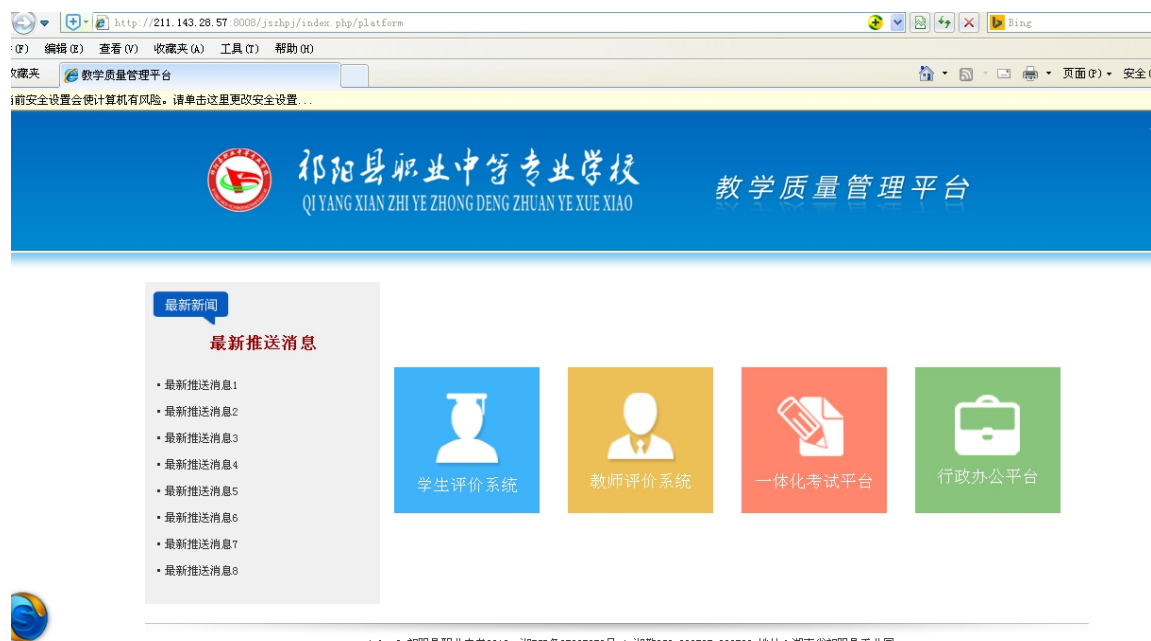 http://211.143.28.57:8008/jszhpj/index.php/platform
Bing
(F) 编辑(E) 查看(V) 收藏夹(A) 工具(T) 帮助(H)
藏夹 教学质量管理平台 页面(P) 安全(
前安全设置会使计算机有风险。请单击这里更改安全设置...
祁阳县职业中等专业学校
QI YANG XIAN ZHI YE ZHONG DENG ZHUAN YE XUE XIAO
教学质量管理平台
最新新闻
最新推送消息
▪ 最新推送消息1
▪ 最新推送消息2
▪ 最新推送消息3
▪ 最新推送消息4
▪ 最新推送消息5
▪ 最新推送消息6
▪ 最新推送消息7
▪ 最新推送消息8
学生评价系统
教师评价系统
一体化考试平台
行政办公平台